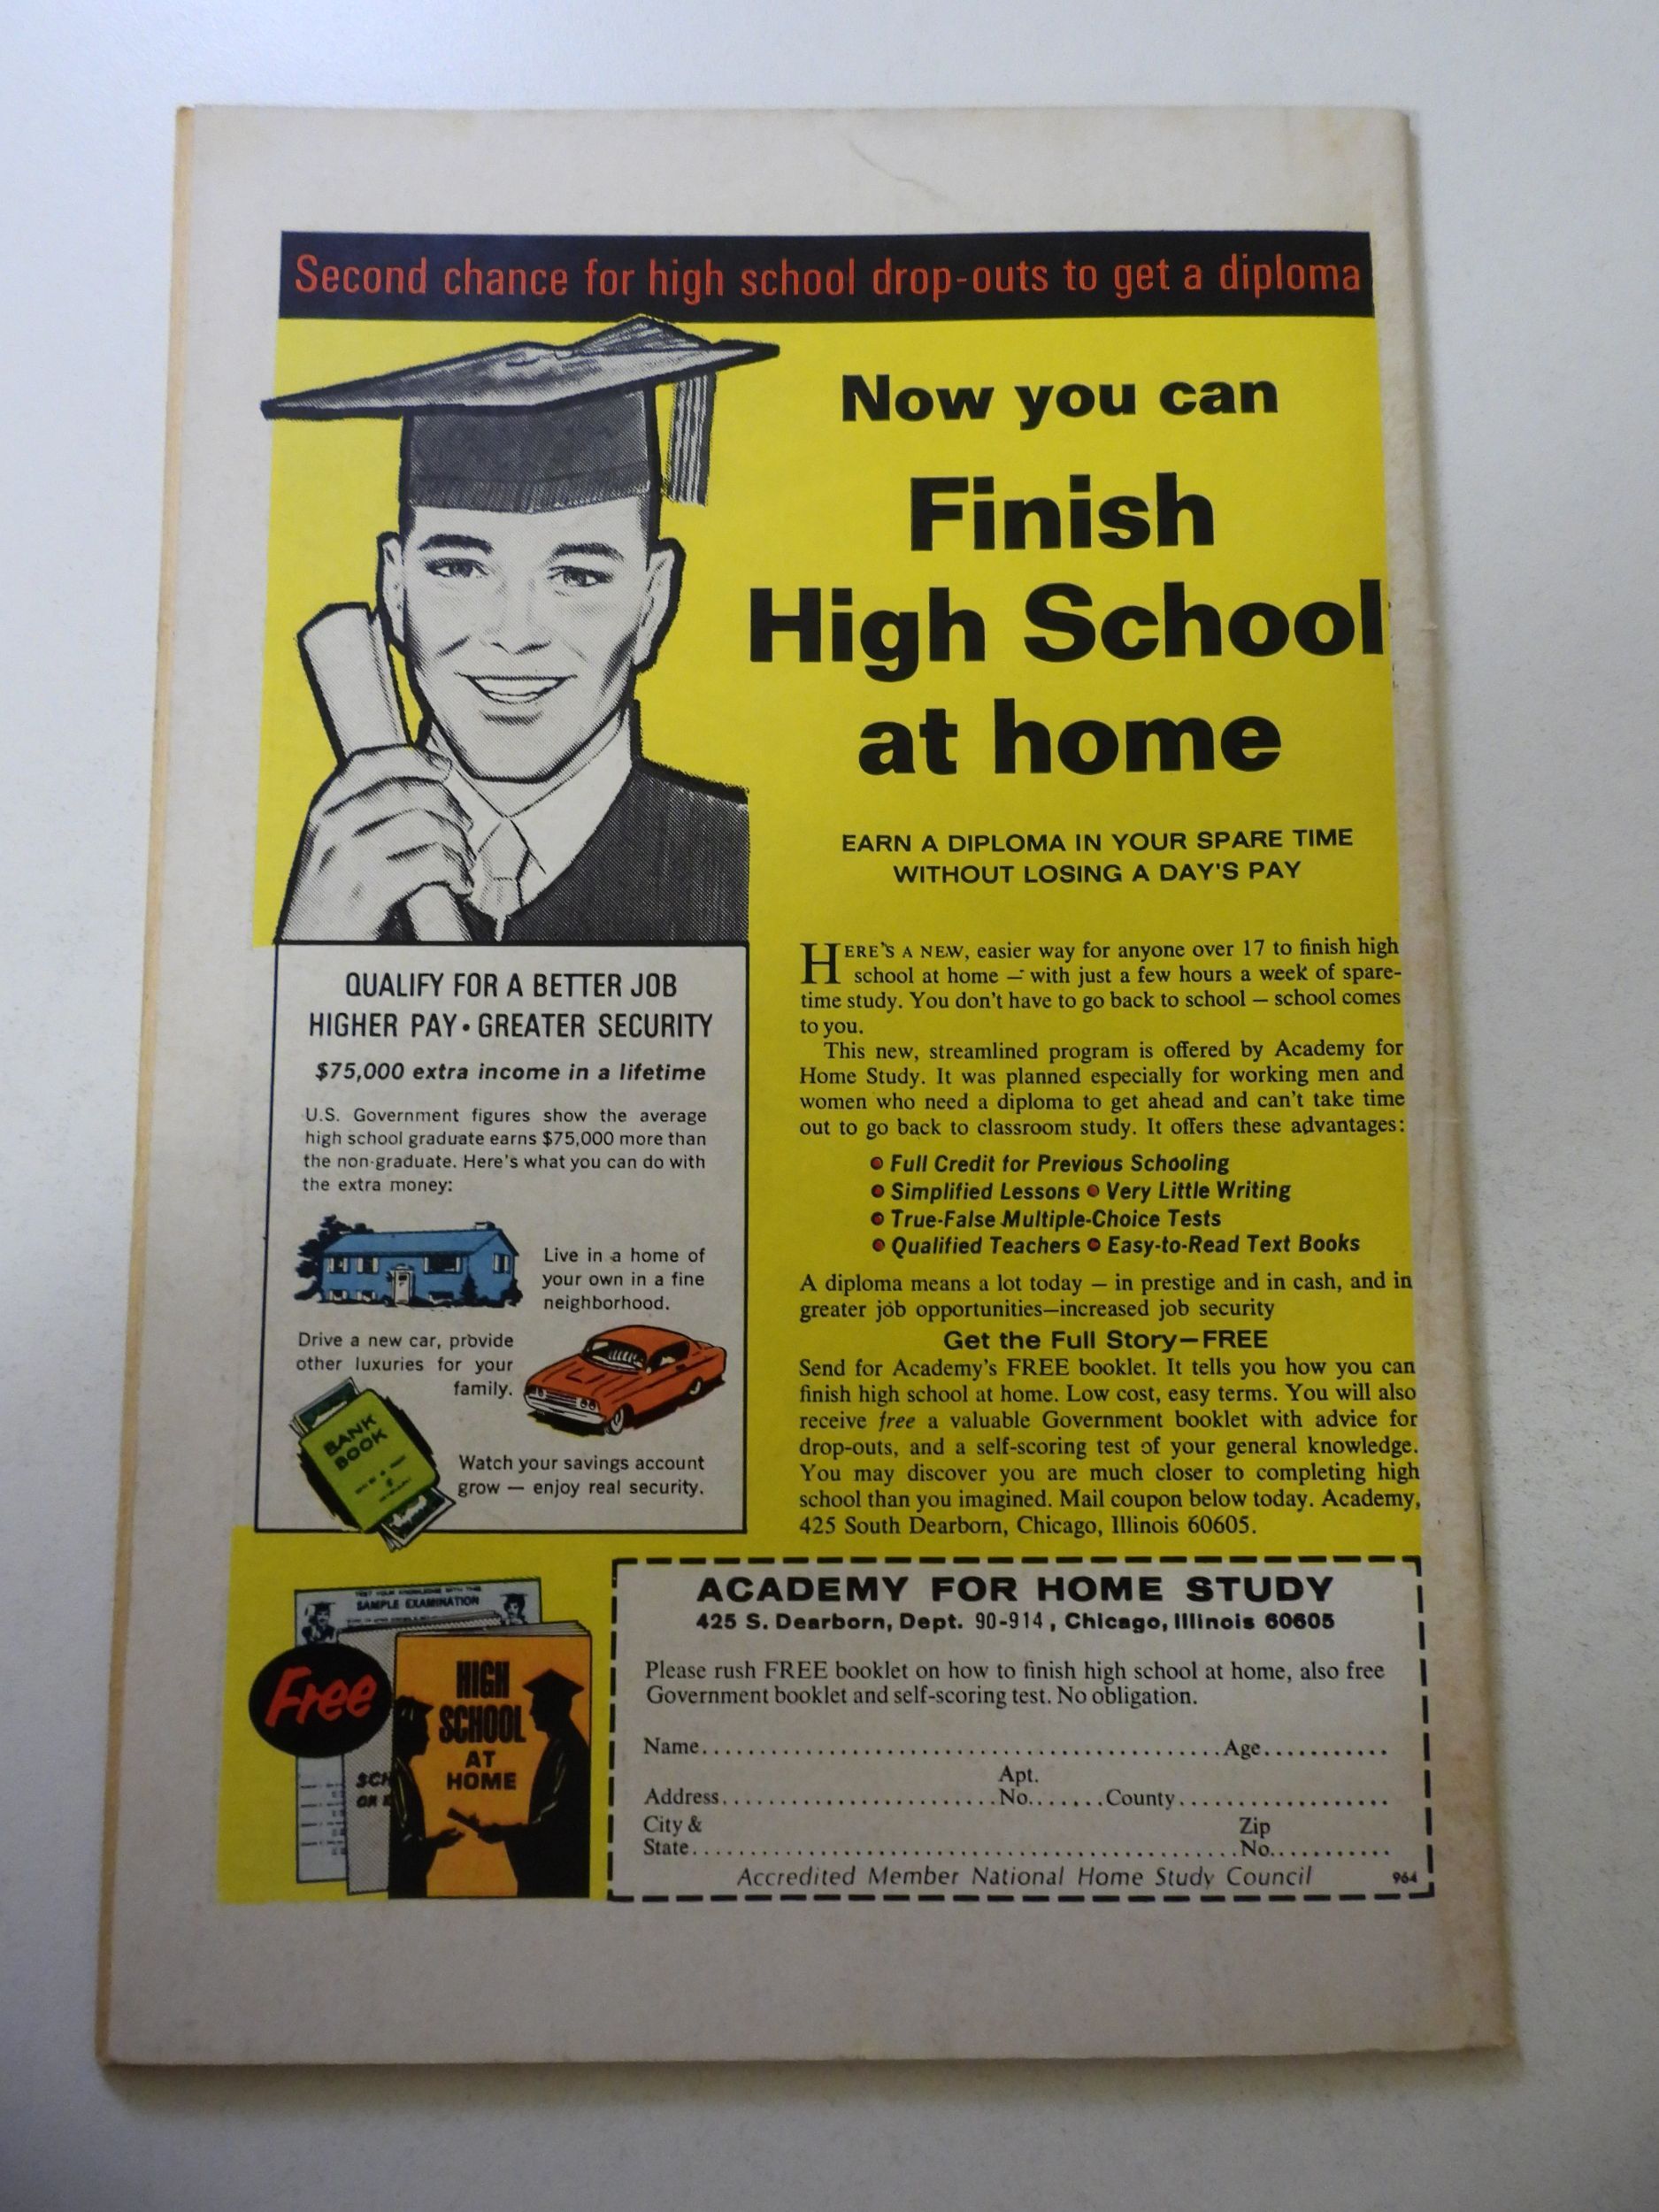 Second chance for high school drop-outs to get a diploma
Now you can
Finish
High School
at home
EARN A DIPLOMA IN YOUR SPARE TIME
WITHOUT LOSING A DAY'S PAY
HERE'S A NEW, easier way for anyone over 17 to finish high
school at home – with just a few hours a week of spare-
time study. You don't have to go back to school – school comes
to you.
This new, streamlined program is offered by Academy for
Home Study. It was planned especially for working men and
women who need a diploma to get ahead and can't take time
out to go back to classroom study. It offers these advantages:
• Full Credit for Previous Schooling
• Simplified Lessons • Very Little Writing
• True-False Multiple-Choice Tests
• Qualified Teachers • Easy-to-Read Text Books
A diploma means a lot today – in prestige and in cash, and in
greater job opportunities—increased job security
Get the Full Story—FREE
Send for Academy's FREE booklet. It tells you how you can
finish high school at home. Low cost, easy terms. You will also
receive free a valuable Government booklet with advice for
drop-outs, and a self-scoring test of your general knowledge.
You may discover you are much closer to completing high
school than you imagined. Mail coupon below today. Academy,
425 South Dearborn, Chicago, Illinois 60605.
QUALIFY FOR A BETTER JOB
HIGHER PAY • GREATER SECURITY
$75,000 extra income in a lifetime
U.S. Government figures show the average
high school graduate earns $75,000 more than
the non-graduate. Here's what you can do with
the extra money:
Live in a home of
your own in a fine
neighborhood.
Drive a new car, provide
other luxuries for your
family.
BANK
BOOK
Watch your savings account
grow — enjoy real security.
TEST YOUR KNOWLEDGE WITH THIS
SAMPLE EXAMINATION
Free
HIGH
SCHOOL
AT
HOME
SCH
OR
ACADEMY FOR HOME STUDY
425 S. Dearborn, Dept. 90-914, Chicago, Illinois 60605
Please rush FREE booklet on how to finish high school at home, also free
Government booklet and self-scoring test. No obligation.
Name..............................................Age...........
Apt.
Address........................No.......County..................
City & Zip
State...............................................No...........
Accredited Member National Home Study Council 964